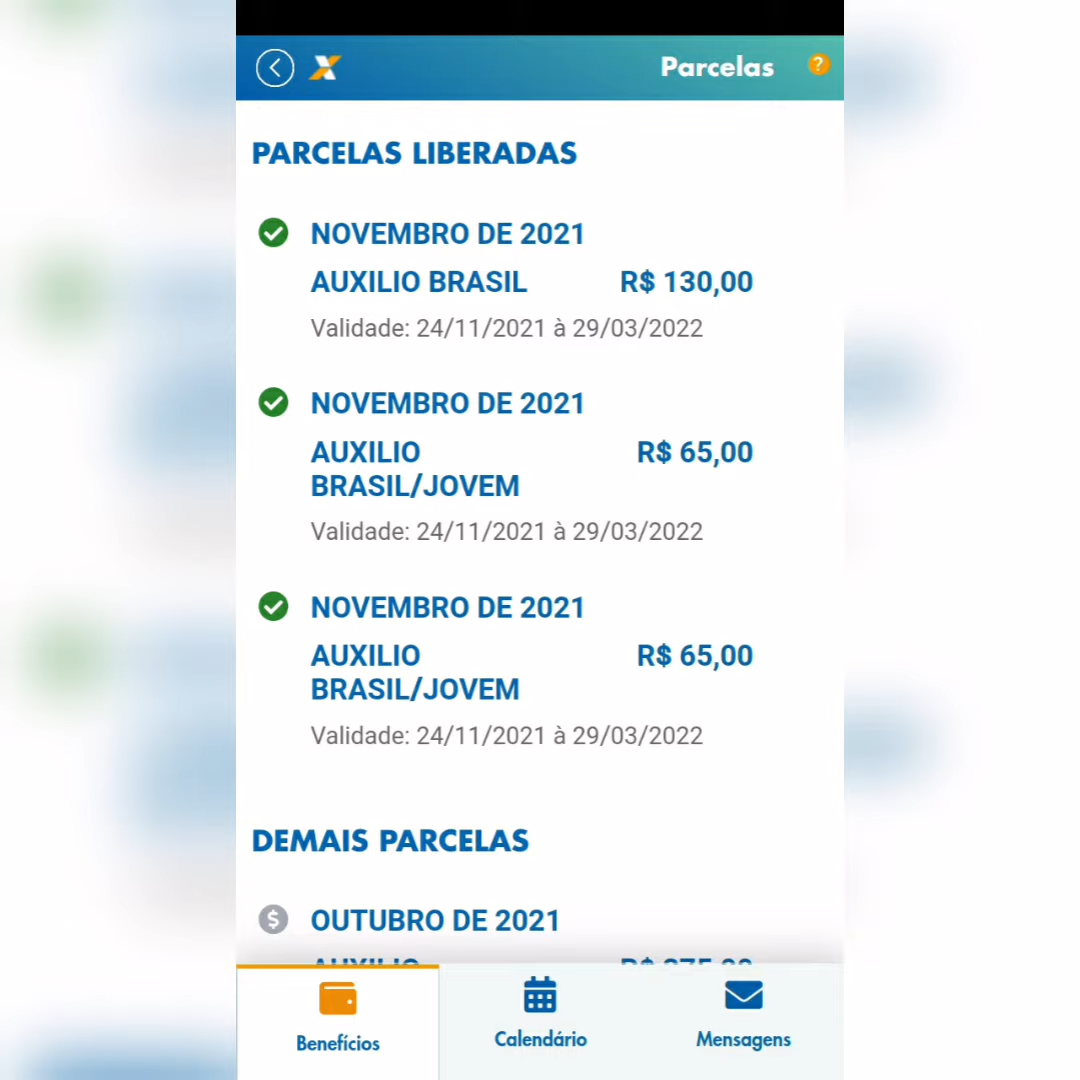 Parcelas
?
PARCELAS LIBERADAS
NOVEMBRO DE 2021
AUXILIO BRASIL R$ 130,00
Validade: 24/11/2021 à 29/03/2022
NOVEMBRO DE 2021
AUXILIO R$ 65,00
BRASIL/JOVEM
Validade: 24/11/2021 à 29/03/2022
NOVEMBRO DE 2021
AUXILIO R$ 65,00
BRASIL/JOVEM
Validade: 24/11/2021 à 29/03/2022
DEMAIS PARCELAS
$ OUTUBRO DE 2021
Benefícios Calendário Mensagens